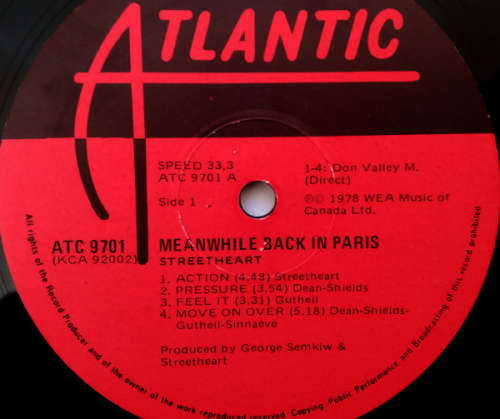 ATLANTIC
SPEED 33,3
ATC 9701 A
Side 1
1-4: Don Valley M.
(Direct)
℗© 1978 WEA Music of
Canada Ltd.
ATC 9701
(KCA 92002)
MEANWHILE BACK IN PARIS
STREETHEART
1. ACTION (4.48) Streetheart
2. PRESSURE (3.54) Dean-Shields
3. FEEL IT (3.31) Gutheil
4. MOVE ON OVER (5.18) Dean-Shields-
Gutheil-Sinnaeve
Produced by George Semkiw &
Streetheart
All rights of the Record Producer and of the owner of the work reproduced reserved. Copying, Public Performance and Broadcasting of this record prohibited